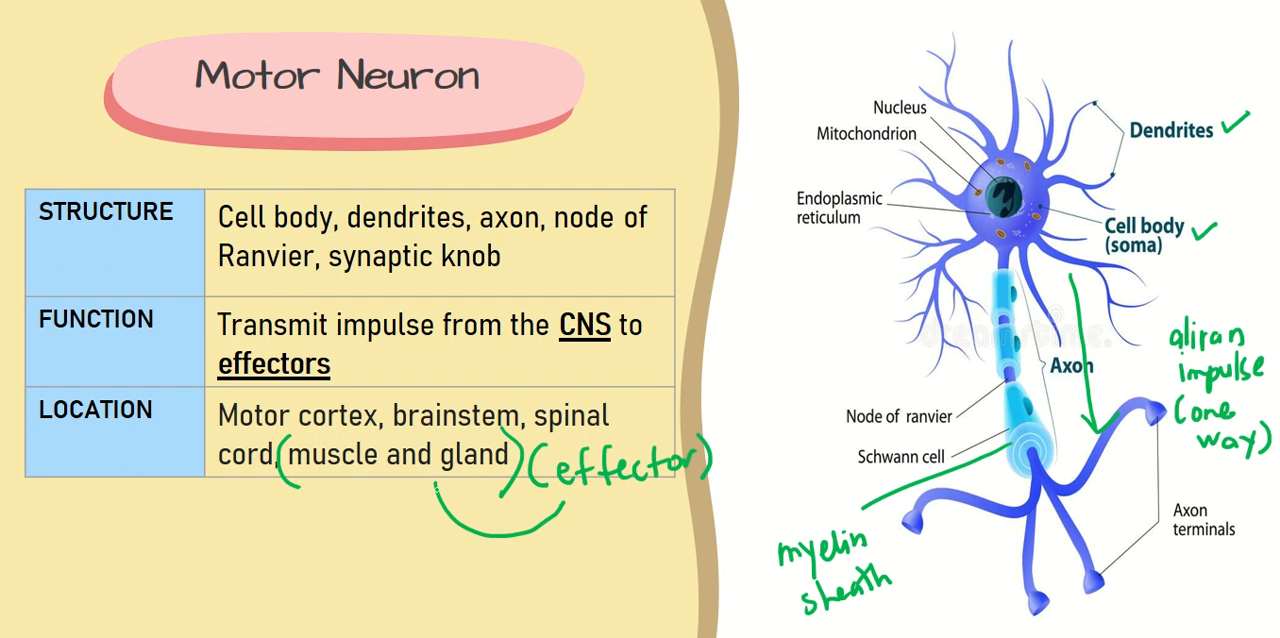 Motor Neuron
STRUCTURE
Cell body, dendrites, axon, node of
Ranvier, synaptic knob
FUNCTION
Transmit impulse from the CNS to
effectors
LOCATION
Motor cortex, brainstem, spinal
cord, (muscle and gland) (effector)
Nucleus
Mitochondrion
Endoplasmic
reticulum
Dendrites
Cell body
(soma)
Axon
Node of ranvier
Schwann cell
Axon
terminals
aliran
impulse
(one
way)
myelin
sheath